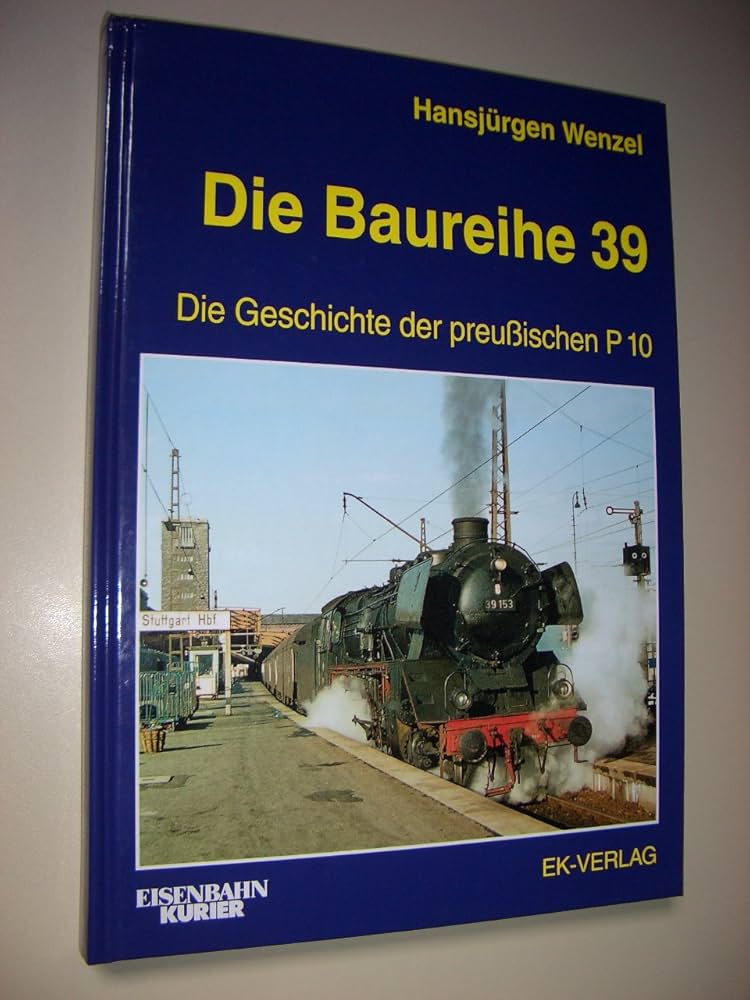 Hansjürgen Wenzel
Die Baureihe 39
Die Geschichte der preußischen P 10
Stuttgart Hbf
39 153
EK-VERLAG
EISENBAHN
KURIER